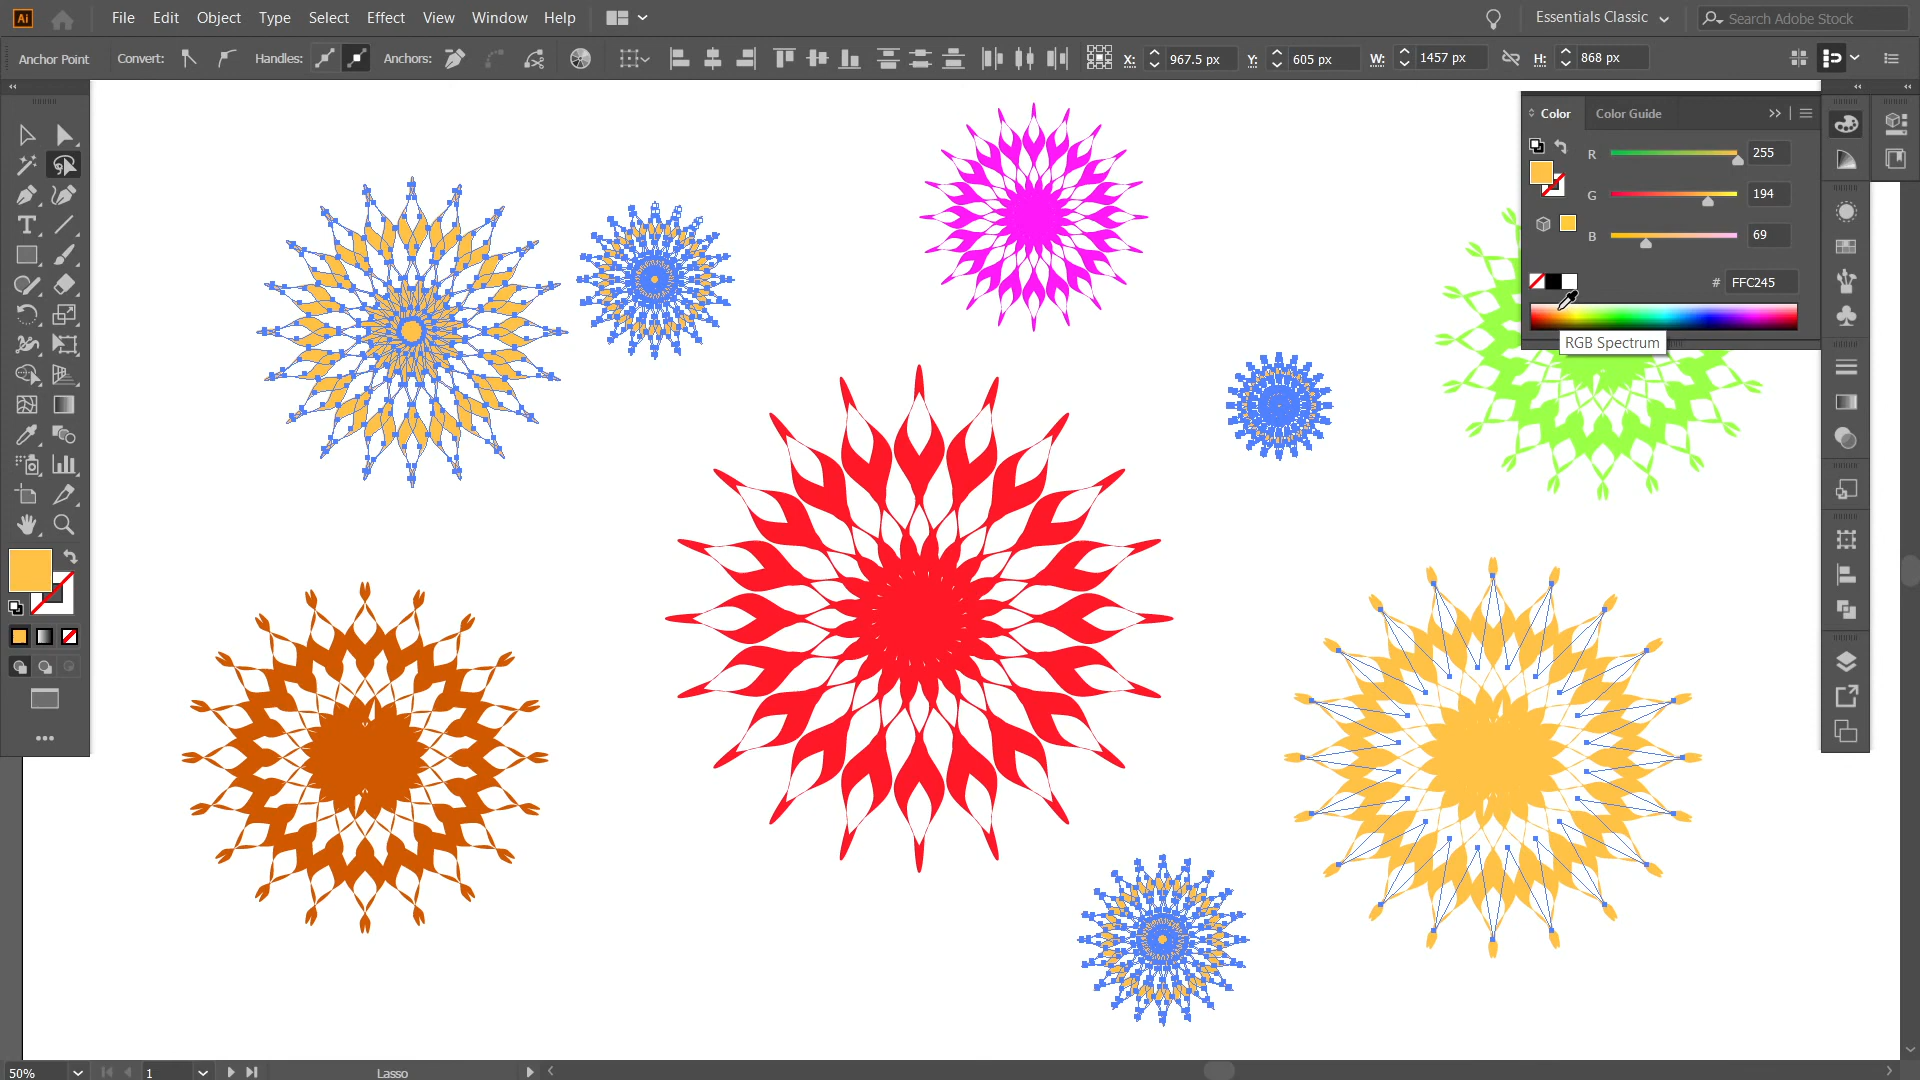 Ai File Edit Object Type Select Effect View Window Help Essentials Classic Search Adobe Stock
Anchor Point Convert: Handles: Anchors: X: 967.5 px Y: 605 px W: 1457 px H: 868 px
Color Color Guide
R 255
G 194
B 69
# FFC245
RGB Spectrum
50% 1 Lasso